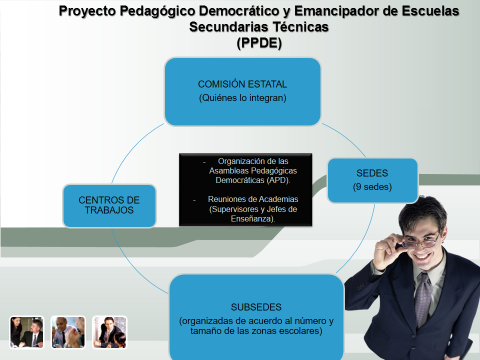 Proyecto Pedagógico Democrático y Emancipador de Escuelas
Secundarias Técnicas
(PPDE)
COMISIÓN ESTATAL
(Quiénes lo integran)
- Organización de las
Asambleas Pedagógicas
Democráticas (APD).
- Reuniones de Academias
(Supervisores y Jefes de
Enseñanza).
SEDES
(9 sedes)
CENTROS DE
TRABAJOS
SUBSEDES
(organizadas de acuerdo al número y
tamaño de las zonas escolares)